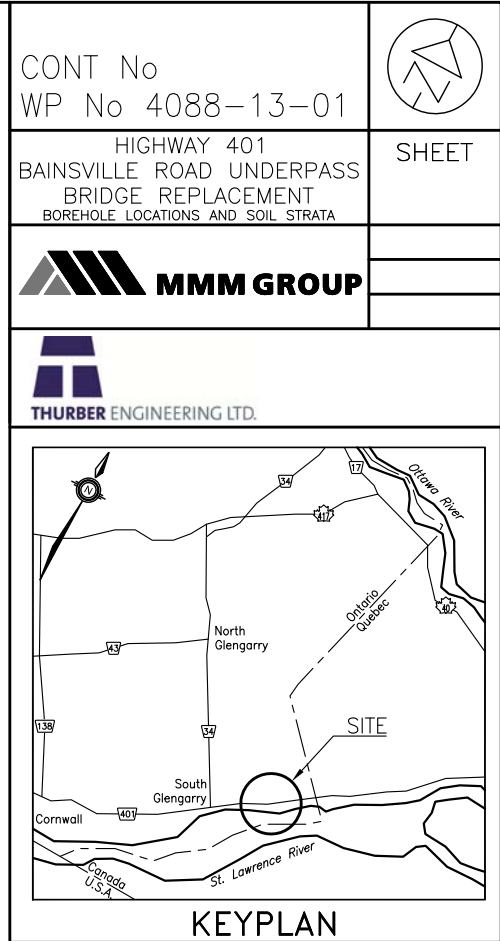 CONT No
WP No 4088-13-01
HIGHWAY 401
BAINSVILLE ROAD UNDERPASS
BRIDGE REPLACEMENT
BOREHOLE LOCATIONS AND SOIL STRATA
SHEET
MMM GROUP
THURBER ENGINEERING LTD.
N
34
17
Ottawa River
417
40
Ontario
Quebec
North
Glengarry
43
138
34
SITE
South
Glengarry
401
Cornwall
Canada
U.S.A.
St. Lawrence River
KEYPLAN